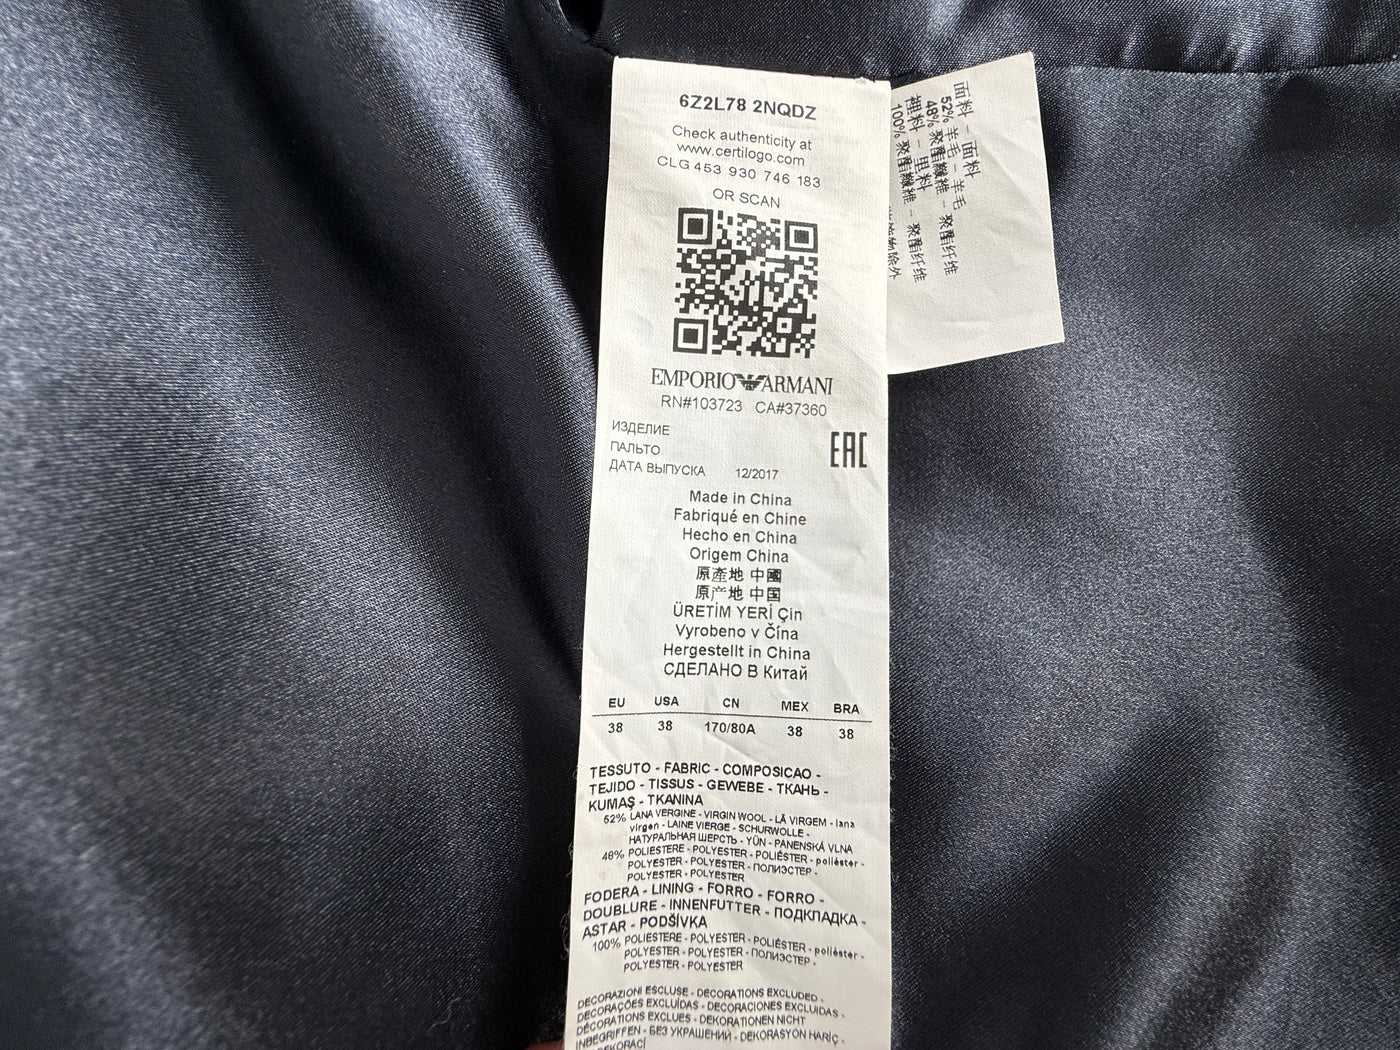 6Z2L78 2NQDZ
Check authenticity at
www.certilogo.com
CLG 453 930 746 183
OR SCAN
EMPORIO ARMANI
RN#103723 CA#37360
ИЗДЕЛИЕ
ПАЛЬТО
ДАТА ВЫПУСКА 12/2017
EAC
Made in China
Fabriqué en Chine
Hecho en China
Origem China
原產地 中國
原产地 中国
ÜRETİM YERİ Çin
Vyrobeno v Čína
Hergestellt in China
СДЕЛАНО В Китай
EU USA CN MEX BRA
38 38 170/80A 38 38
TESSUTO - FABRIC - COMPOSICAO -
TEJIDO - TISSUS - GEWEBE - ТКАНЬ -
KUMAŞ - TKANINA
52% LANA VERGINE - VIRGIN WOOL - LÃ VIRGEM - lana
virgen - LAINE VIERGE - SCHURWOLLE -
НАТУРАЛЬНАЯ ШЕРСТЬ - YÜN - PANENSKÁ VLNA
48% POLIESTERE - POLYESTER - POLIÉSTER - poliéster -
POLYESTER - POLYESTER - ПОЛИЭСТЕР -
POLYESTER - POLYESTER
FODERA - LINING - FORRO - FORRO -
DOUBLURE - INNENFUTTER - ПОДКЛАДКА -
ASTAR - PODŠÍVKA
100% POLIESTERE - POLYESTER - POLIÉSTER - poliéster -
POLYESTER - POLYESTER - ПОЛИЭСТЕР -
POLYESTER - POLYESTER
DECORAZIONI ESCLUSE - DECORATIONS EXCLUDED -
DECORAÇÕES EXCLUÍDAS - DECORACIONES EXCLUIDAS -
DÉCORATIONS EXCLUES - DEKORATIONEN NICHT
INBEGRIFFEN - БЕЗ УКРАШЕНИЙ - DEKORASYON HARİÇ -
面料 - 面料
52% 羊毛 - 羊毛
48% 聚酯纖維 - 聚酯纤维
裡料 - 里料
100% 聚酯纖維 - 聚酯纤维
除外